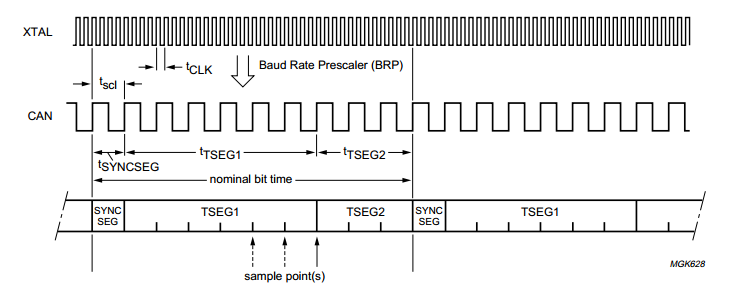 XTAL
tCLK
Baud Rate Prescaler (BRP)
tscl
CAN
tSYNCSEG
tTSEG1
tTSEG2
nominal bit time
SYNC
SEG
TSEG1
TSEG2
SYNC
SEG
TSEG1
sample point(s)
MGK628